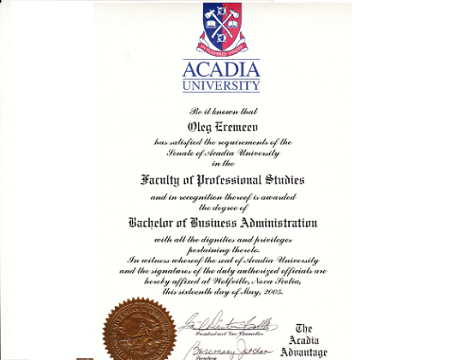 ACADIA
UNIVERSITY
Be it known that
Oleg Eremeev
has satisfied the requirements of the
Senate of Acadia University
in the
Faculty of Professional Studies
and in recognition thereof is awarded
the degree of
Bachelor of Business Administration
with all the dignities and privileges
pertaining thereto.
In witness whereof the seal of Acadia University
and the signatures of the duly authorized officials are
hereby affixed at Wolfville, Nova Scotia,
this sixteenth day of May, 2005.
President and Vice-Chancellor
Rosemary Jordan
The
Acadia
Advantage